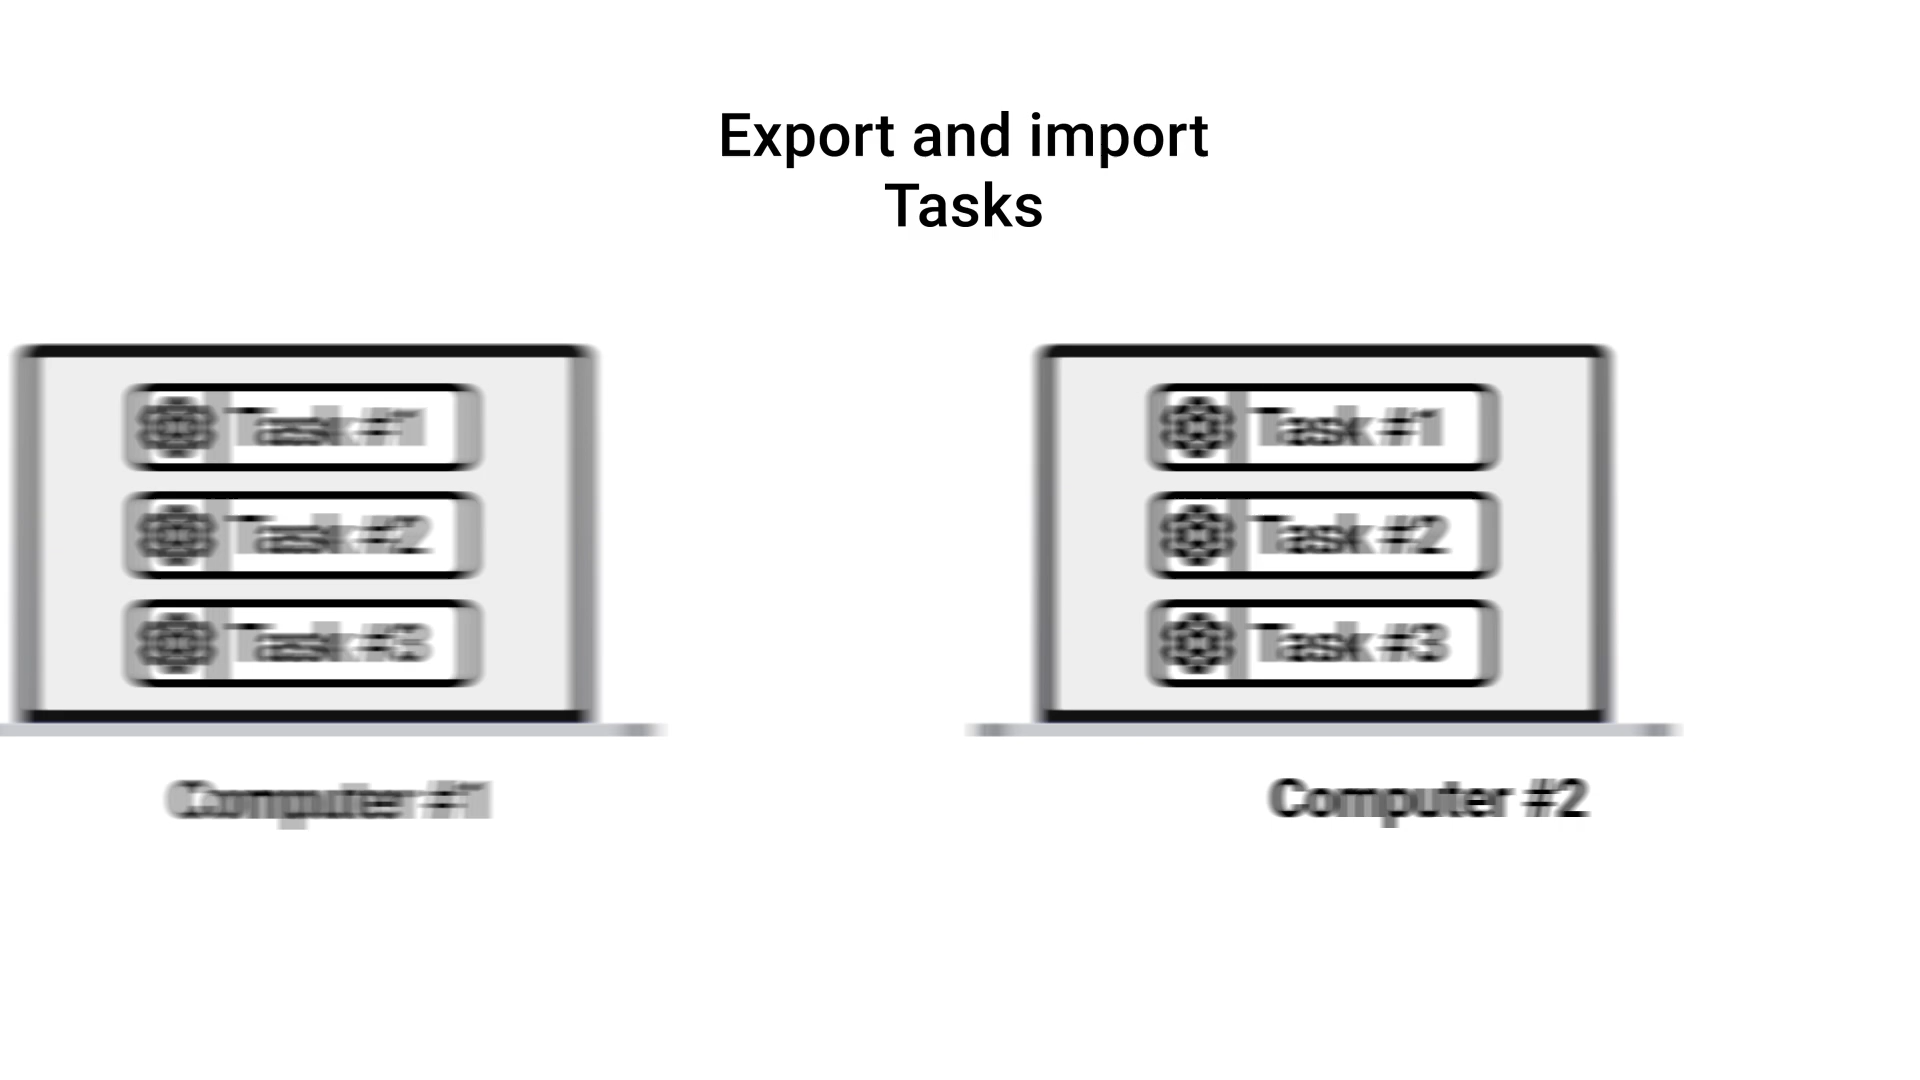 Export and import
Tasks
Task #1
Task #2
Task #3
Task #1
Task #2
Task #3
Computer #1
Computer #2